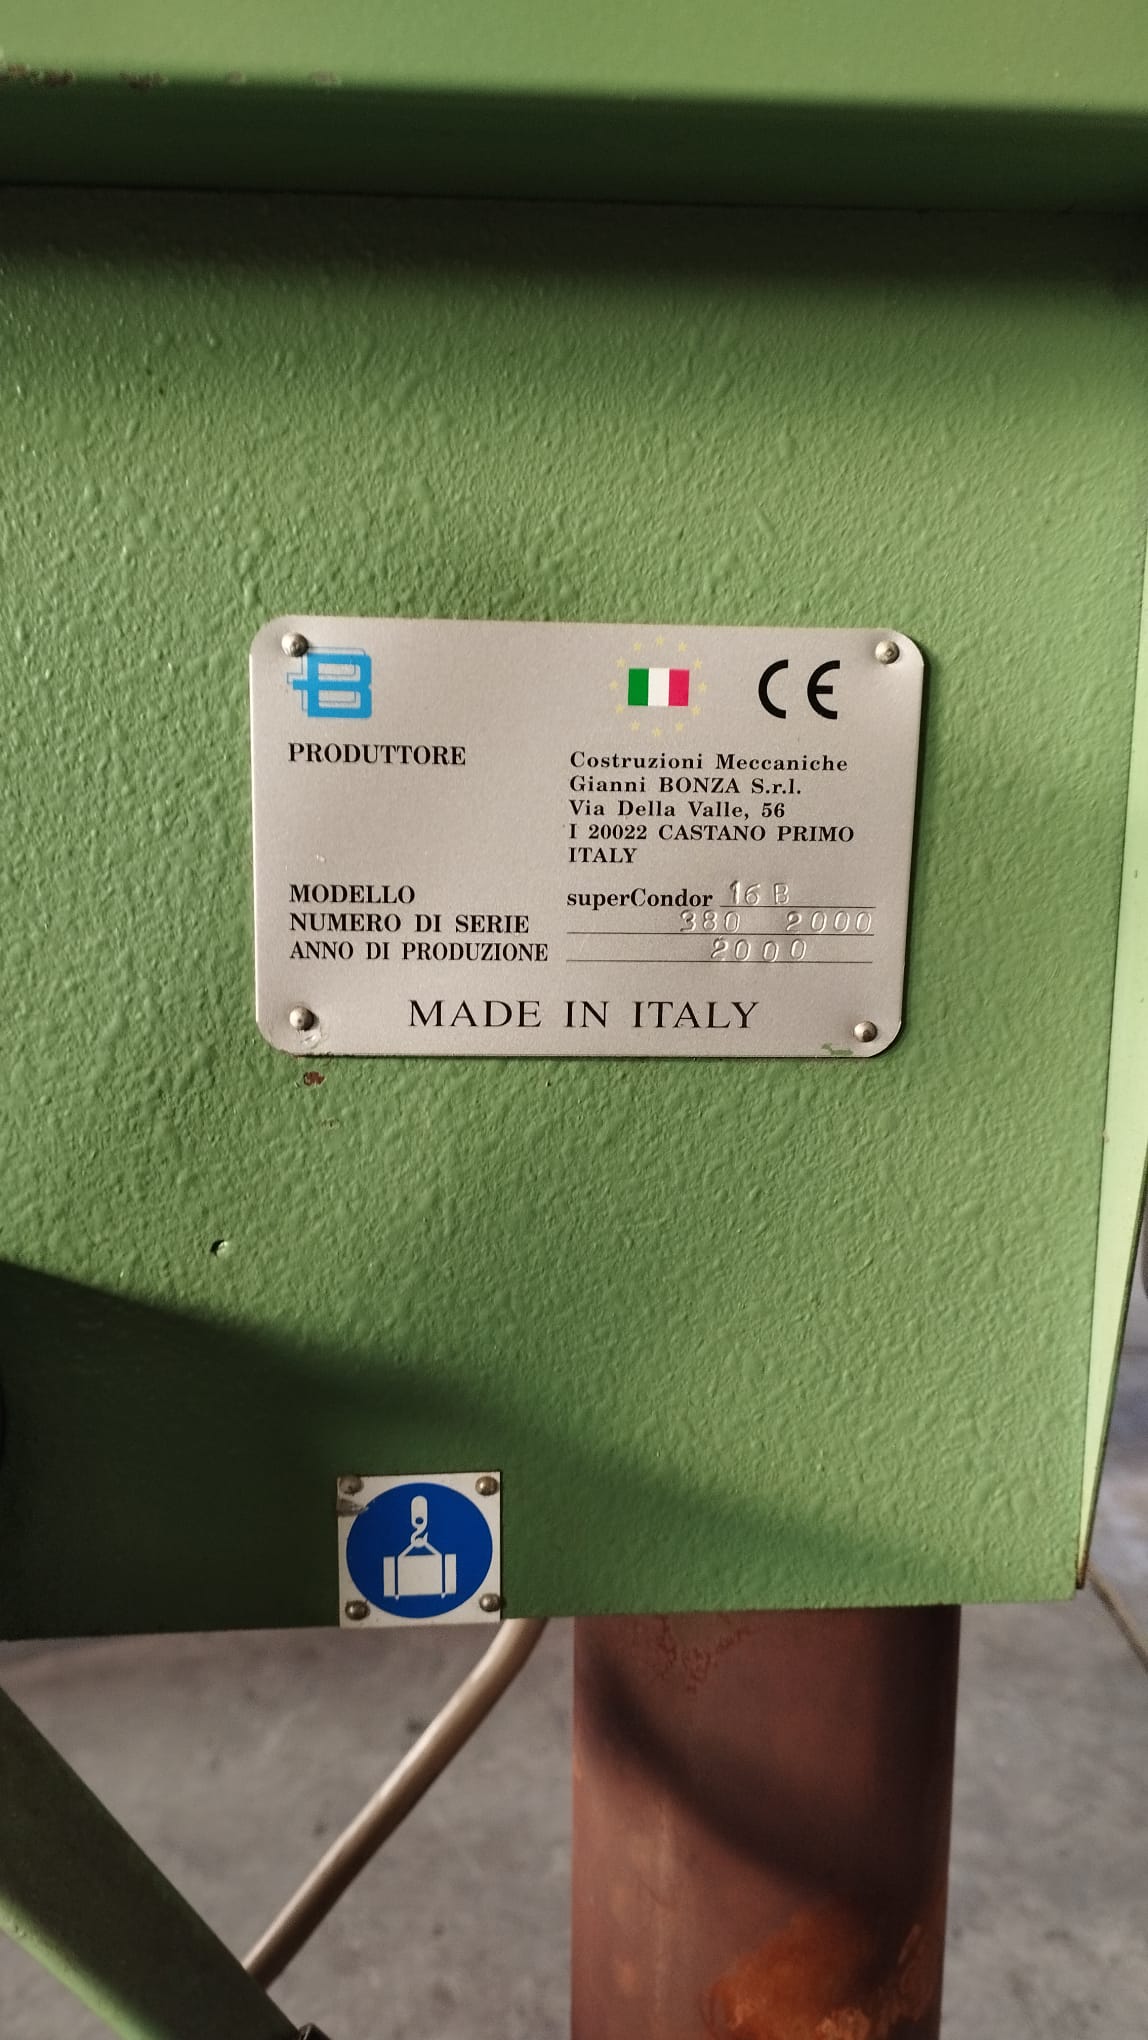 B
CE
PRODUTTORE
Costruzioni Meccaniche
Gianni BONZA S.r.l.
Via Della Valle, 56
I 20022 CASTANO PRIMO
ITALY
MODELLO superCondor 16 B
NUMERO DI SERIE 380 2000
ANNO DI PRODUZIONE 2000
MADE IN ITALY